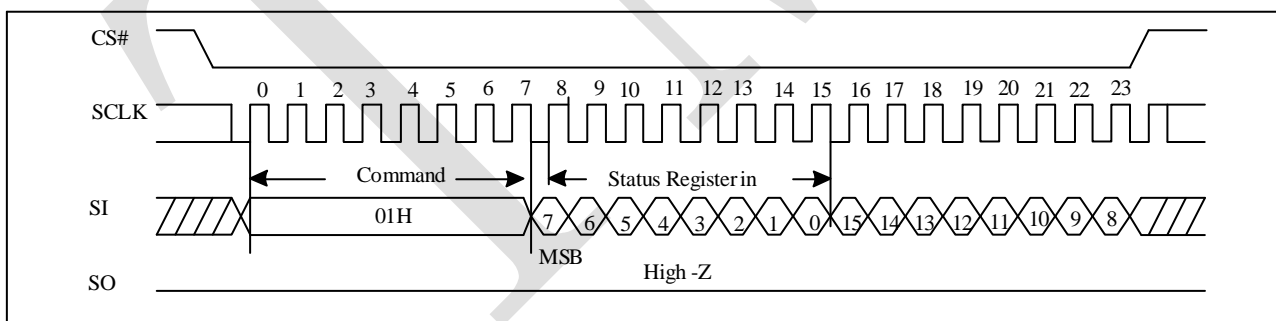 CS#
0 1 2 3 4 5 6 7 8 9 10 11 12 13 14 15 16 17 18 19 20 21 22 23
SCLK
Command Status Register in
SI 01H 7 6 5 4 3 2 1 0 15 14 13 12 11 10 9 8
MSB
SO High -Z